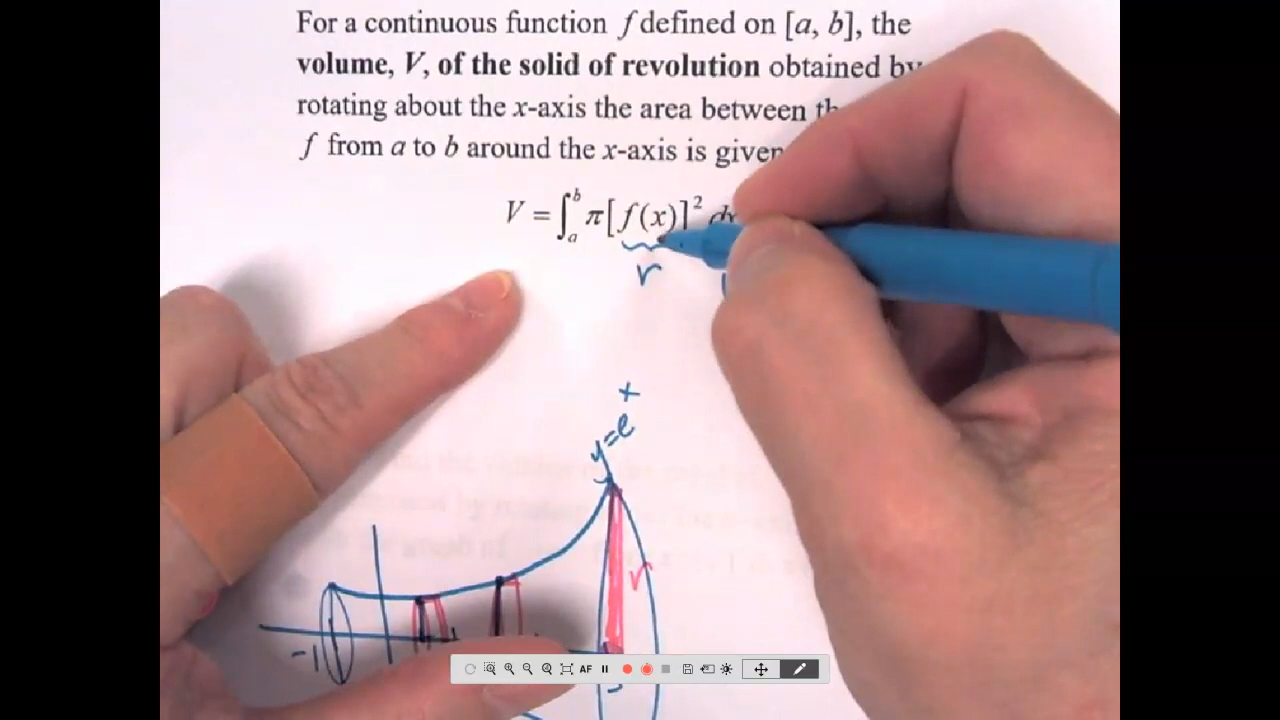 For a continuous function f defined on [a, b], the
volume, V, of the solid of revolution obtained by
rotating about the x-axis the area between
f from a to b around the x-axis is given
V = ∫_a^b π[f(x)]² dx
r
y=e^x
r
-1
AF